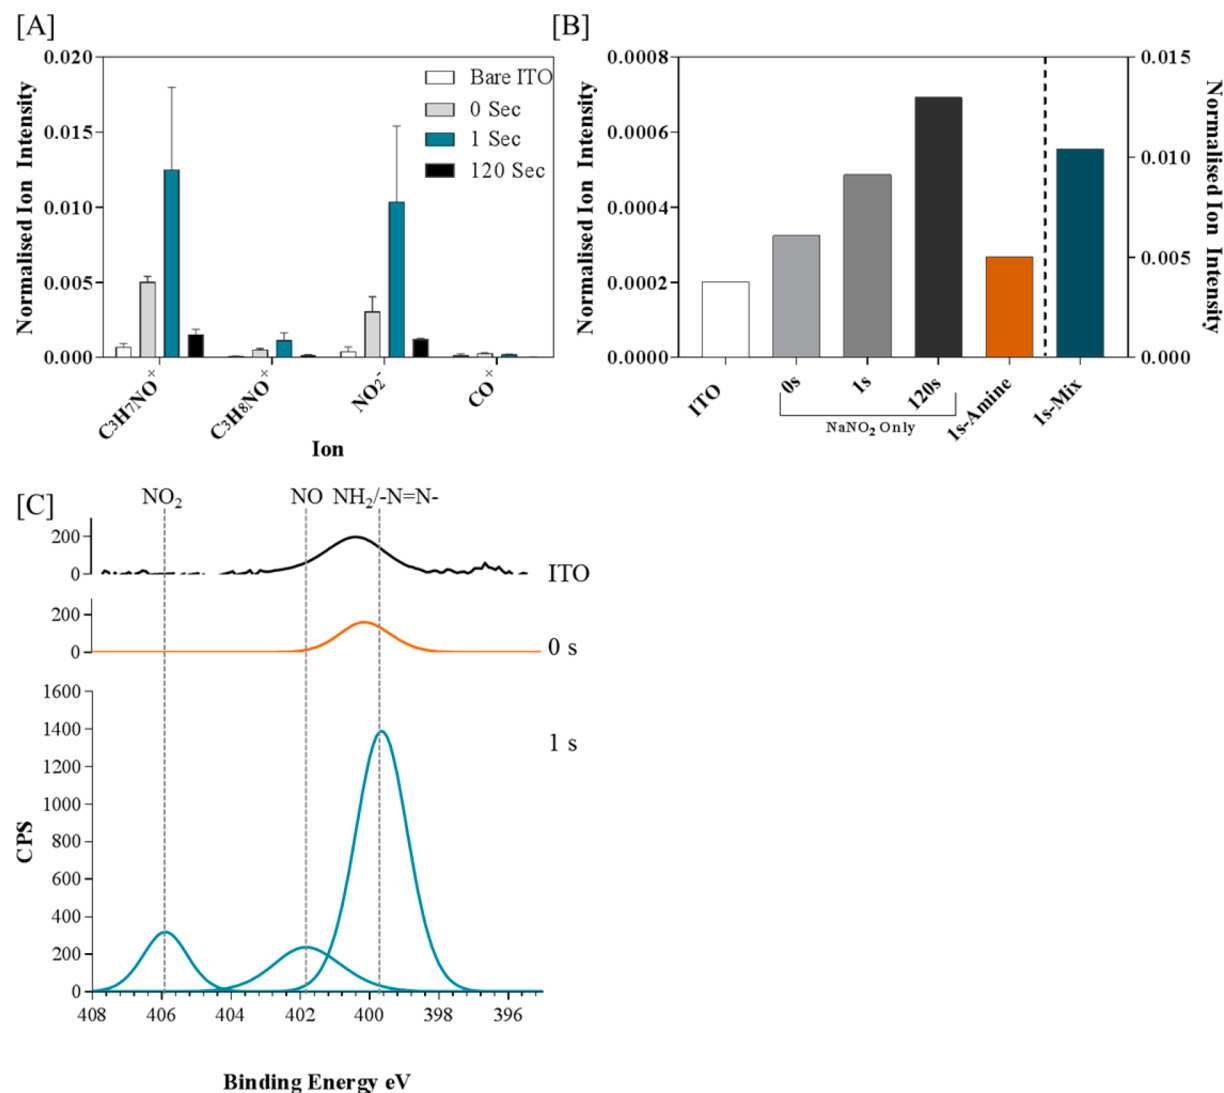 [A]
[B]
0.020
0.015
0.010
0.005
0.000
Normalised Ion Intensity
Bare ITO
0 Sec
1 Sec
120 Sec
C3H7NO+
C3H8NO+
NO2-
CO+
Ion
0.0008
0.0006
0.0004
0.0002
0.0000
Normalised Ion Intensity
0.015
0.010
0.005
0.000
Normalised Ion Intensity
ITO
0s
1s
120s
1s-Amine
1s-Mix
NaNO2 Only
[C]
NO2 NO NH2/-N=N-
200
0
ITO
200
0
0 s
1600
1400
1200
1000
800
600
400
200
0
1 s
CPS
408 406 404 402 400 398 396
Binding Energy eV